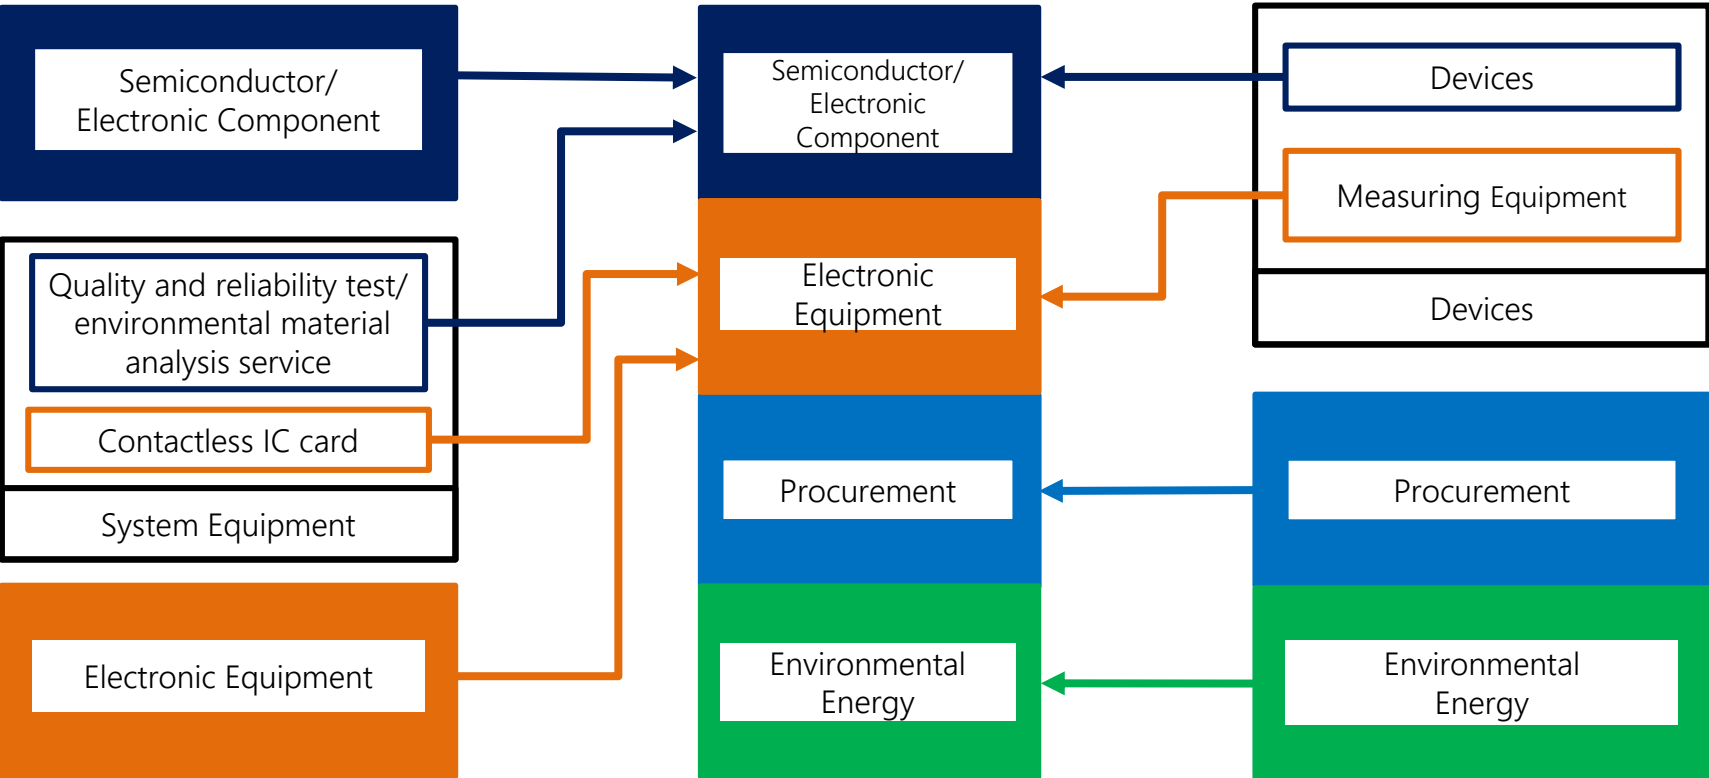 Semiconductor/
Electronic Component
Quality and reliability test/
environmental material
analysis service
Contactless IC card
System Equipment
Electronic Equipment
Semiconductor/
Electronic
Component
Electronic
Equipment
Procurement
Environmental
Energy
Devices
Measuring Equipment
Devices
Procurement
Environmental
Energy